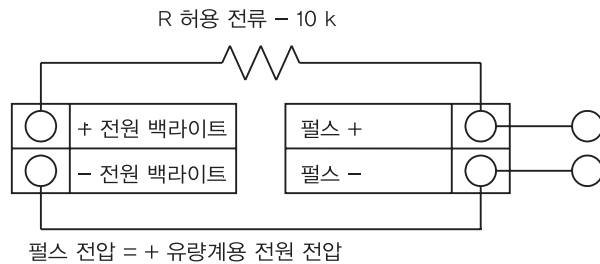 R 허용 전류 – 10 k
+ 전원 백라이트
펄스 +
– 전원 백라이트
펄스 –
펄스 전압 = + 유량계용 전원 전압